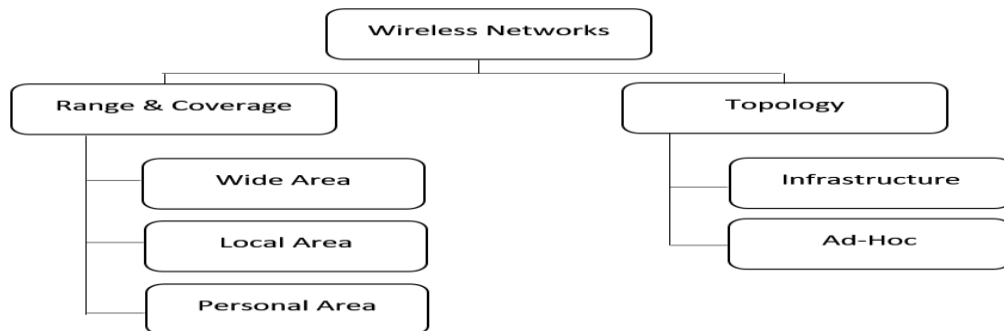 Wireless Networks
Range & Coverage
Topology
Wide Area
Infrastructure
Local Area
Ad-Hoc
Personal Area